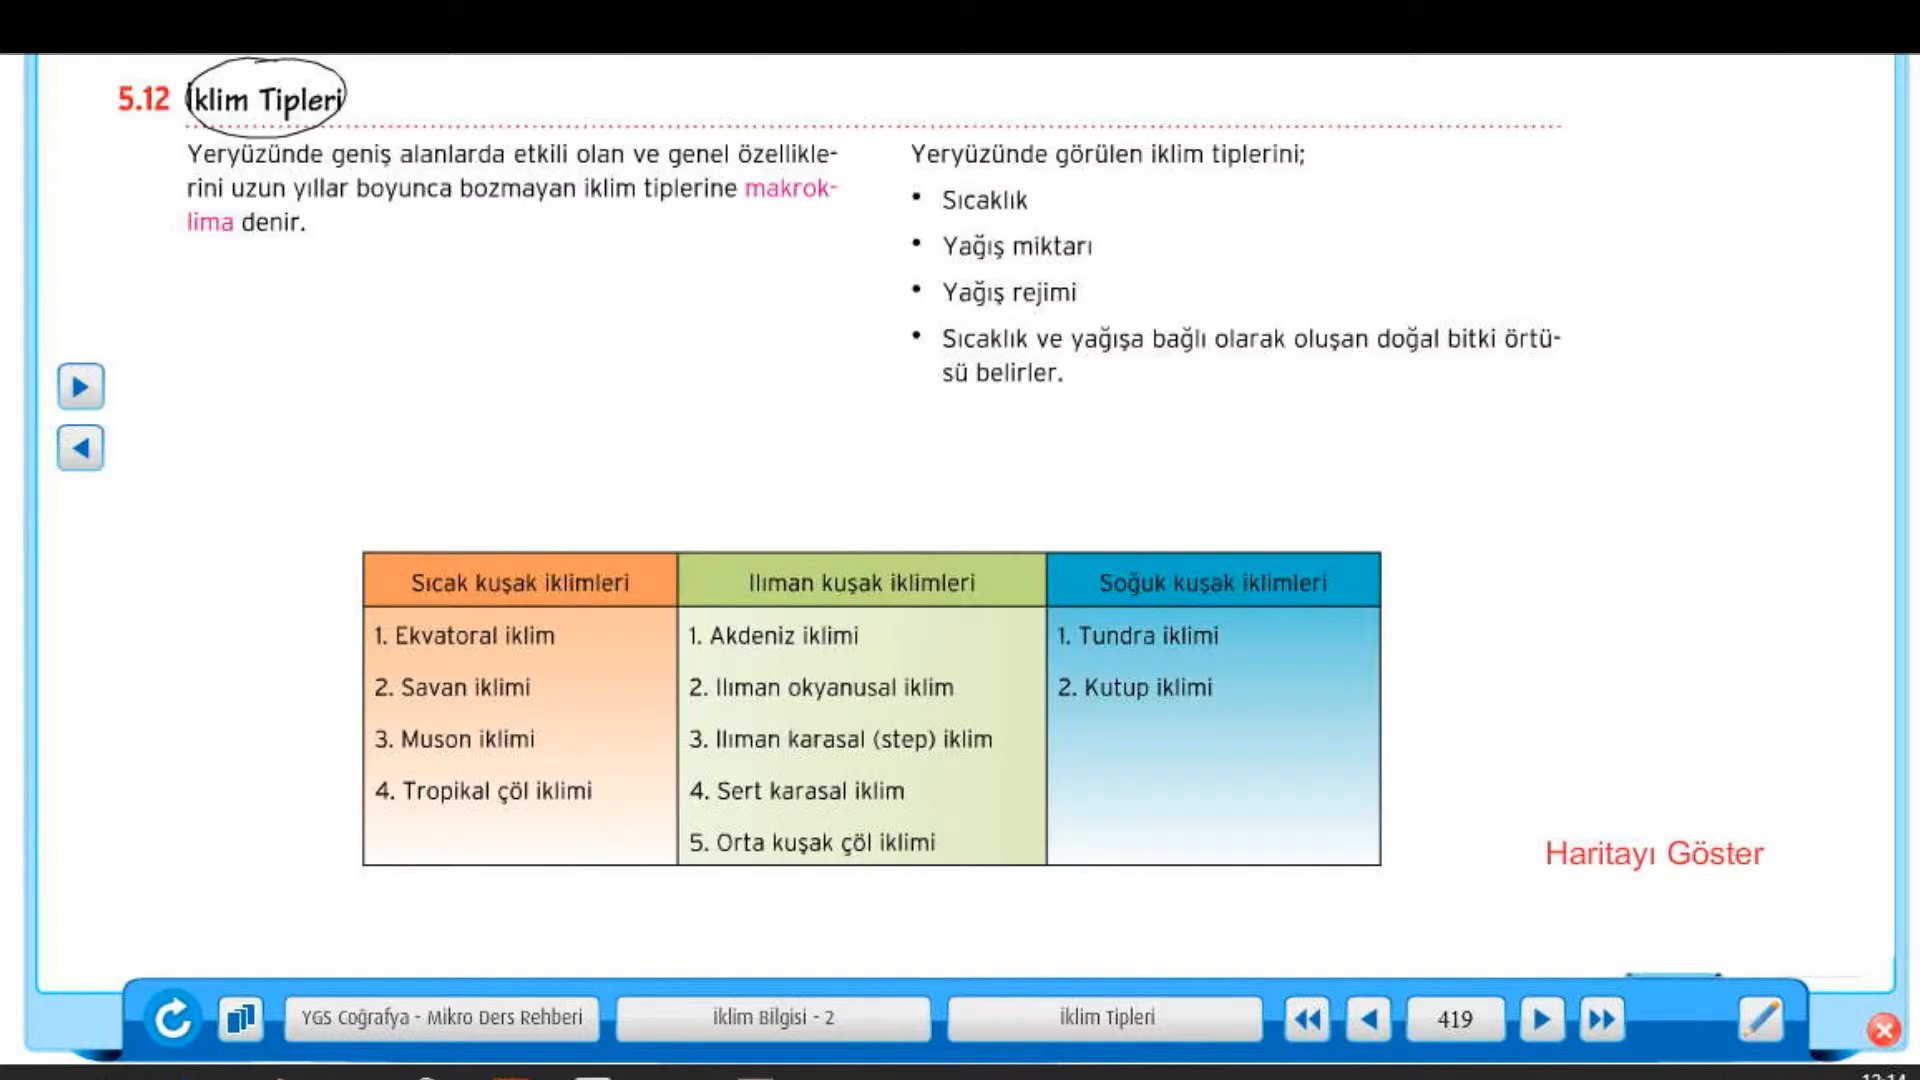 5.12 İklim Tipleri
Yeryüzünde geniş alanlarda etkili olan ve genel özellikle-
rini uzun yıllar boyunca bozmayan iklim tiplerine makrok-
lima denir.
Yeryüzünde görülen iklim tiplerini;
• Sıcaklık
• Yağış miktarı
• Yağış rejimi
• Sıcaklık ve yağışa bağlı olarak oluşan doğal bitki örtü-
sü belirler.
Sıcak kuşak iklimleri
1. Ekvatoral iklim
2. Savan iklimi
3. Muson iklimi
4. Tropikal çöl iklimi
Ilıman kuşak iklimleri
1. Akdeniz iklimi
2. Ilıman okyanusal iklim
3. Ilıman karasal (step) iklim
4. Sert karasal iklim
5. Orta kuşak çöl iklimi
Soğuk kuşak iklimleri
1. Tundra iklimi
2. Kutup iklimi
Haritayı Göster
YGS Coğrafya - Mikro Ders Rehberi
İklim Bilgisi - 2
İklim Tipleri
419